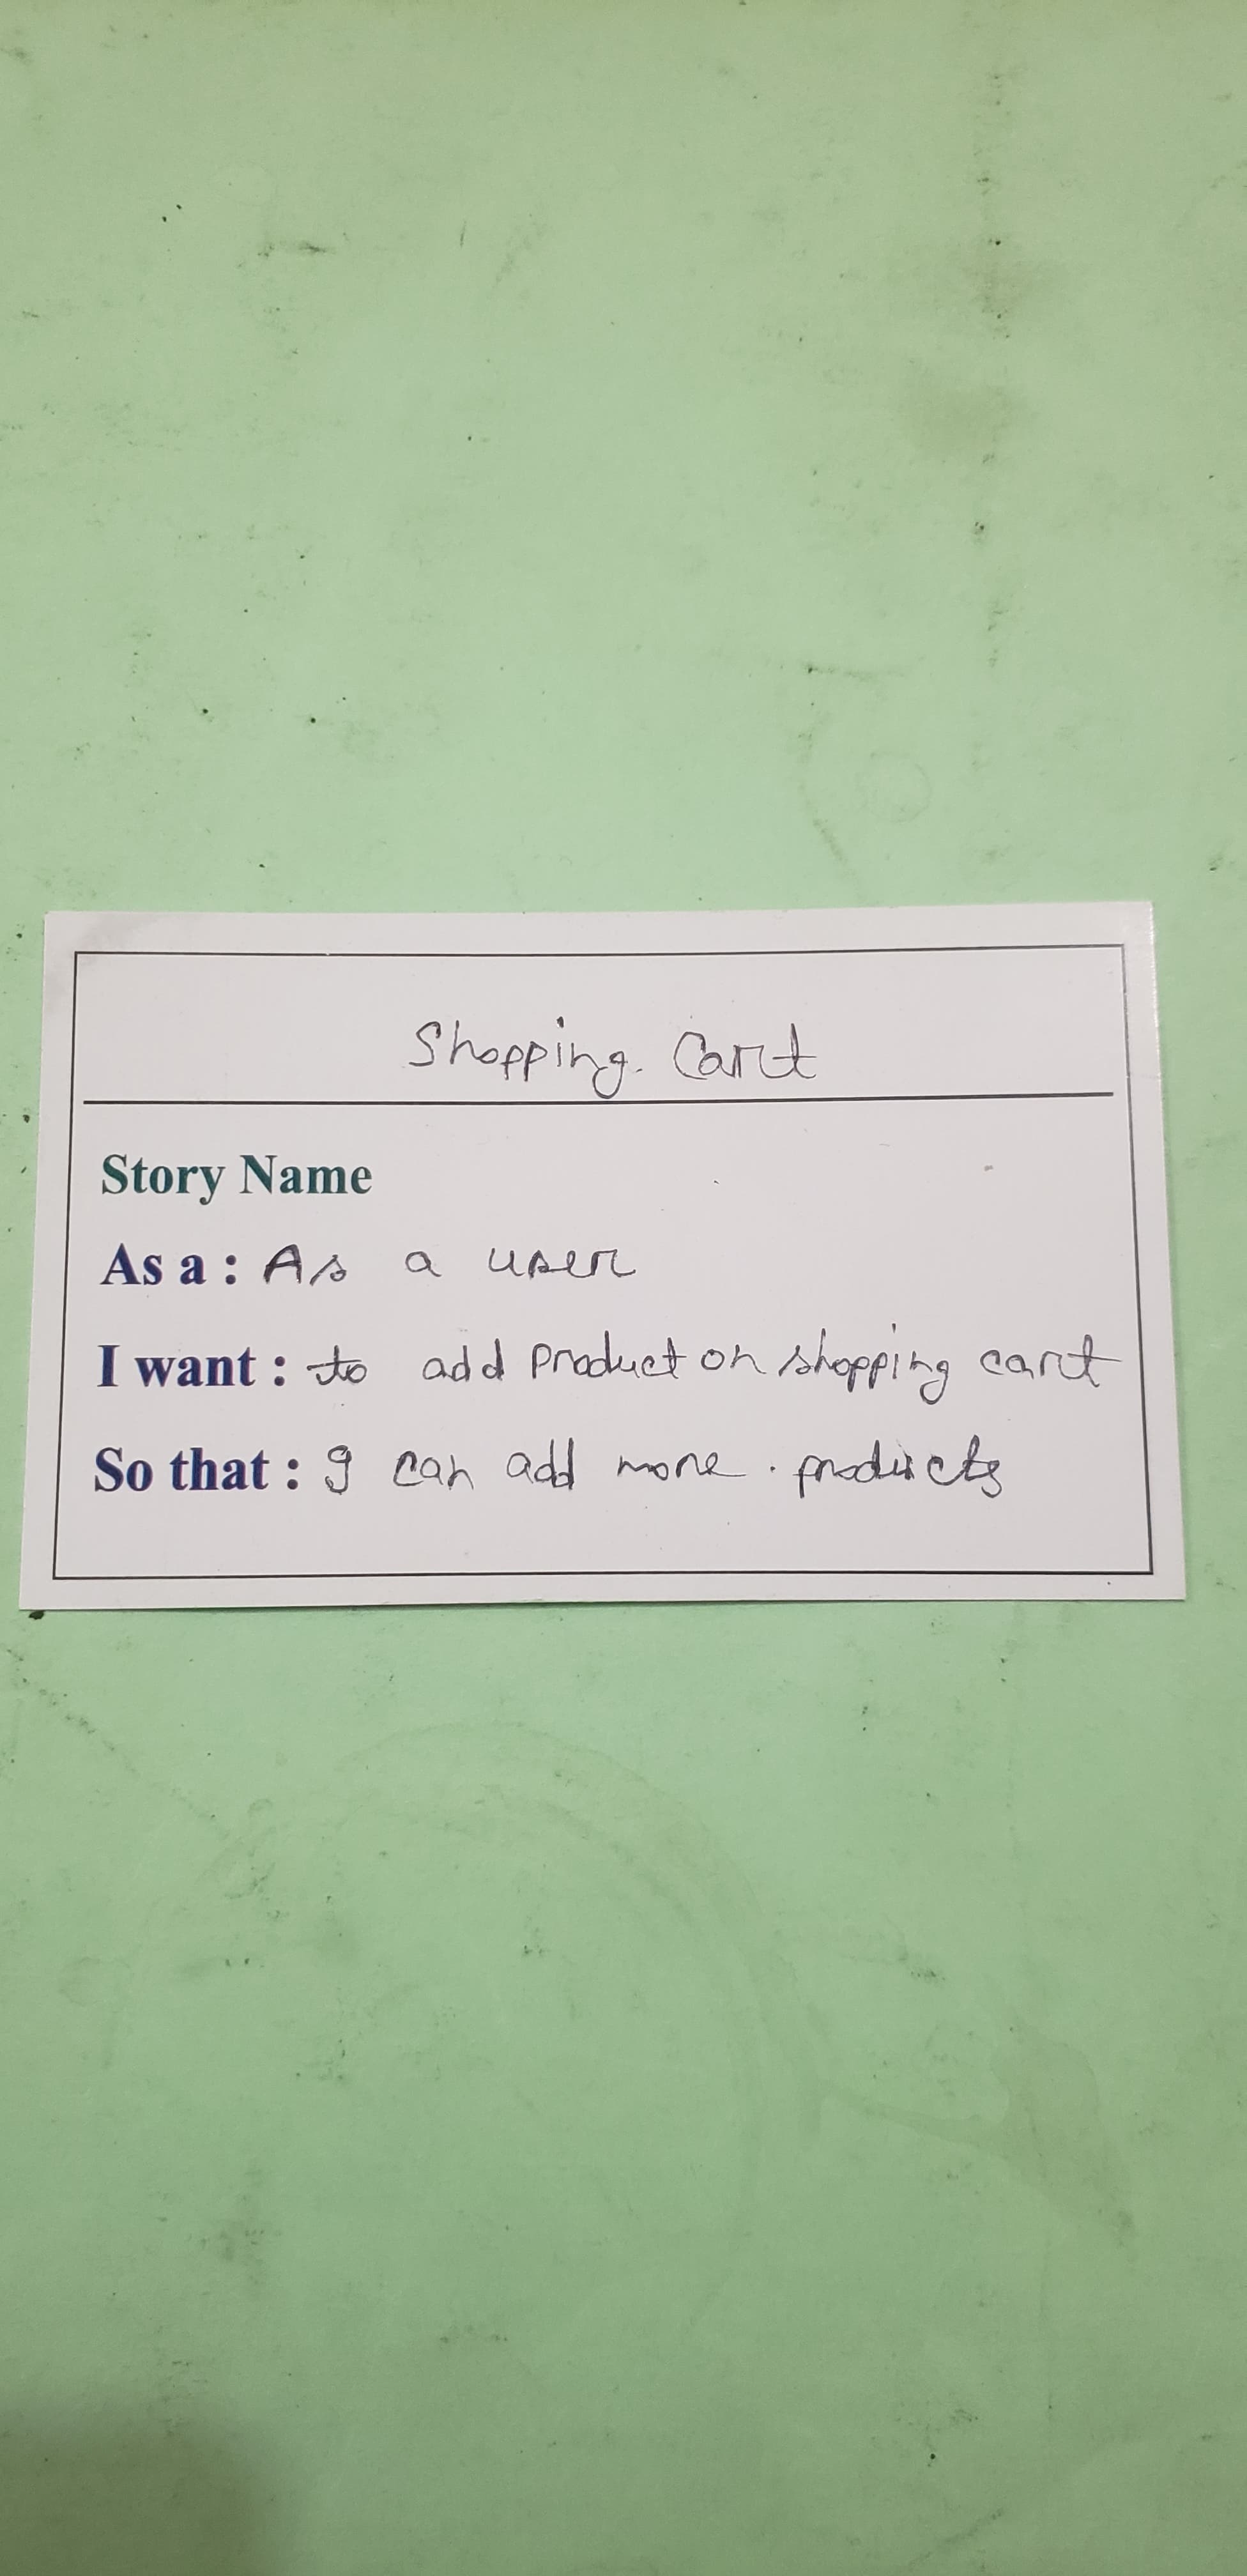 Shopping Cart
Story Name
As a : As a user
I want : to add product on shopping cart
So that : I can add more products